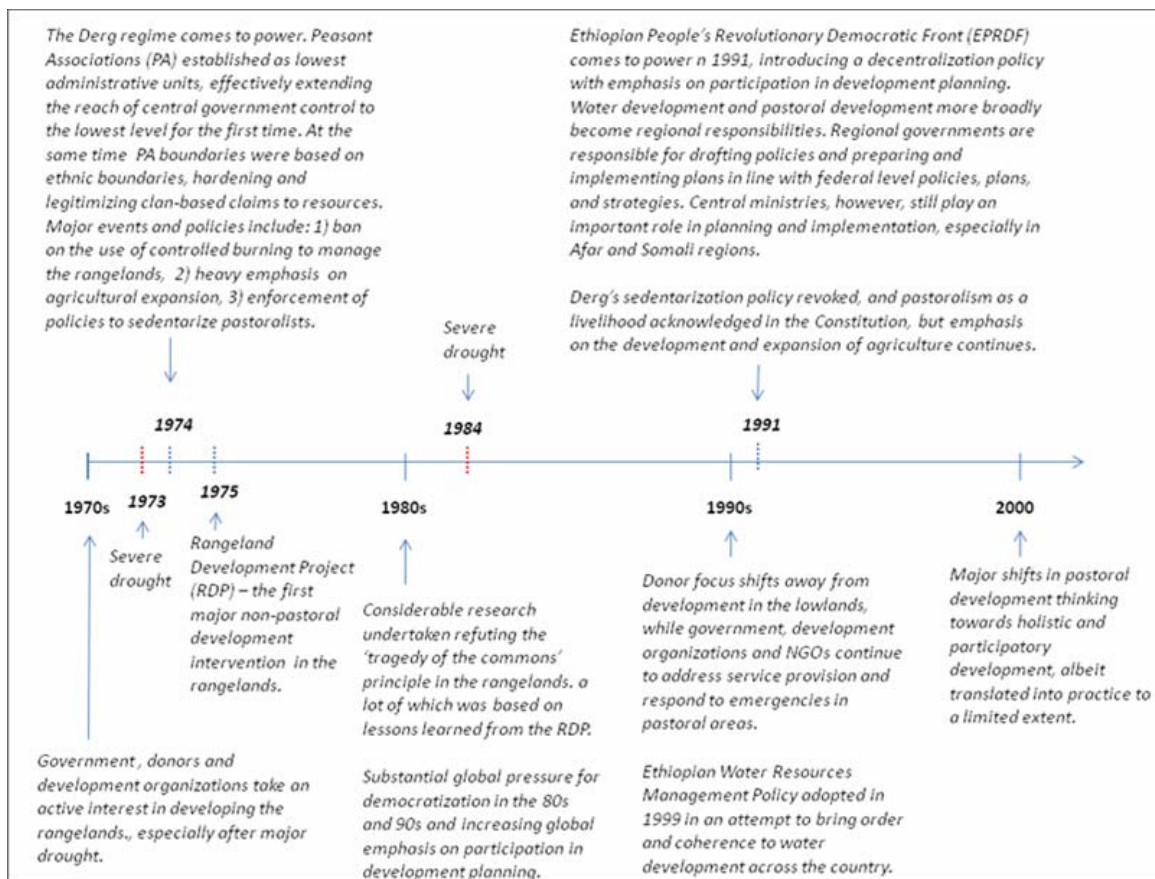 The Derg regime comes to power. Peasant
Associations (PA) established as lowest
administrative units, effectively extending
the reach of central government control to
the lowest level for the first time. At the
same time PA boundaries were based on
ethnic boundaries, hardening and
legitimizing clan-based claims to resources.
Major events and policies include: 1) ban
on the use of controlled burning to manage
the rangelands, 2) heavy emphasis on
agricultural expansion, 3) enforcement of
policies to sedentarize pastoralists.
Severe
drought
Ethiopian People's Revolutionary Democratic Front (EPRDF)
comes to power n 1991, introducing a decentralization policy
with emphasis on participation in development planning.
Water development and pastoral development more broadly
become regional responsibilities. Regional governments are
responsible for drafting policies and preparing and
implementing plans in line with federal level policies, plans,
and strategies. Central ministries, however, still play an
important role in planning and implementation, especially in
Afar and Somali regions.
Derg's sedentarization policy revoked, and pastoralism as a
livelihood acknowledged in the Constitution, but emphasis
on the development and expansion of agriculture continues.
1974
1984
1991
1970s
1973
1975
1980s
1990s
2000
Government, donors and
development organizations take an
active interest in developing the
rangelands., especially after major
drought.
Severe
drought
Rangeland
Development Project
(RDP) – the first
major non-pastoral
development
intervention in the
rangelands.
Considerable research
undertaken refuting the
'tragedy of the commons'
principle in the rangelands. a
lot of which was based on
lessons learned from the RDP.
Substantial global pressure for
democratization in the 80s
and 90s and increasing global
emphasis on participation in
development planning.
Donor focus shifts away from
development in the lowlands,
while government, development
organizations and NGOs continue
to address service provision and
respond to emergencies in
pastoral areas.
Ethiopian Water Resources
Management Policy adopted in
1999 in an attempt to bring order
and coherence to water
development across the country.
Major shifts in pastoral
development thinking
towards holistic and
participatory
development, albeit
translated into practice to
a limited extent.